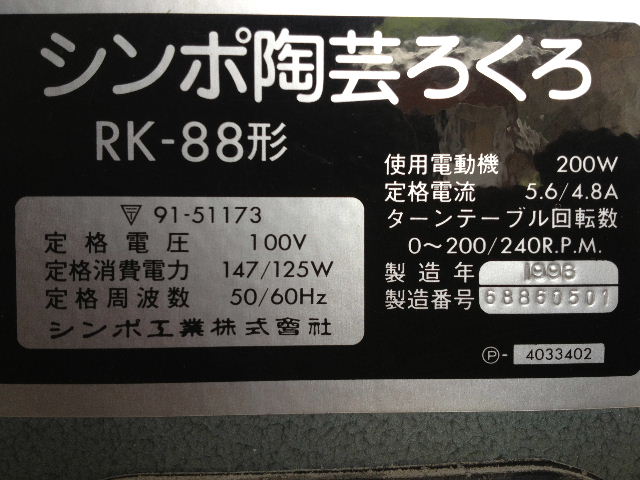 シンポ陶芸ろくろ
RK-88形
▽ 91-51173
定格電圧 100V
定格消費電力 147/125W
定格周波数 50/60Hz
シンポ工業株式會社
使用電動機 200W
定格電流 5.6/4.8A
ターンテーブル回転数
0～200/240R.P.M.
製造年 1996
製造番号 68860501
Ⓟ- 4033402